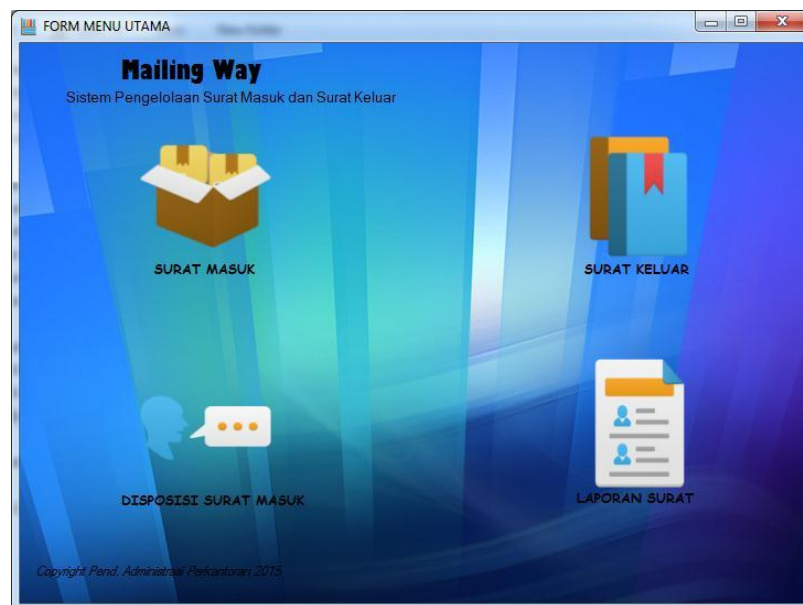 FORM MENU UTAMA
Mailing Way
Sistem Pengelolaan Surat Masuk dan Surat Keluar
SURAT MASUK
SURAT KELUAR
DISPOSISI SURAT MASUK
LAPORAN SURAT
Copyright Pend. Administrasi Perkantoran 2015